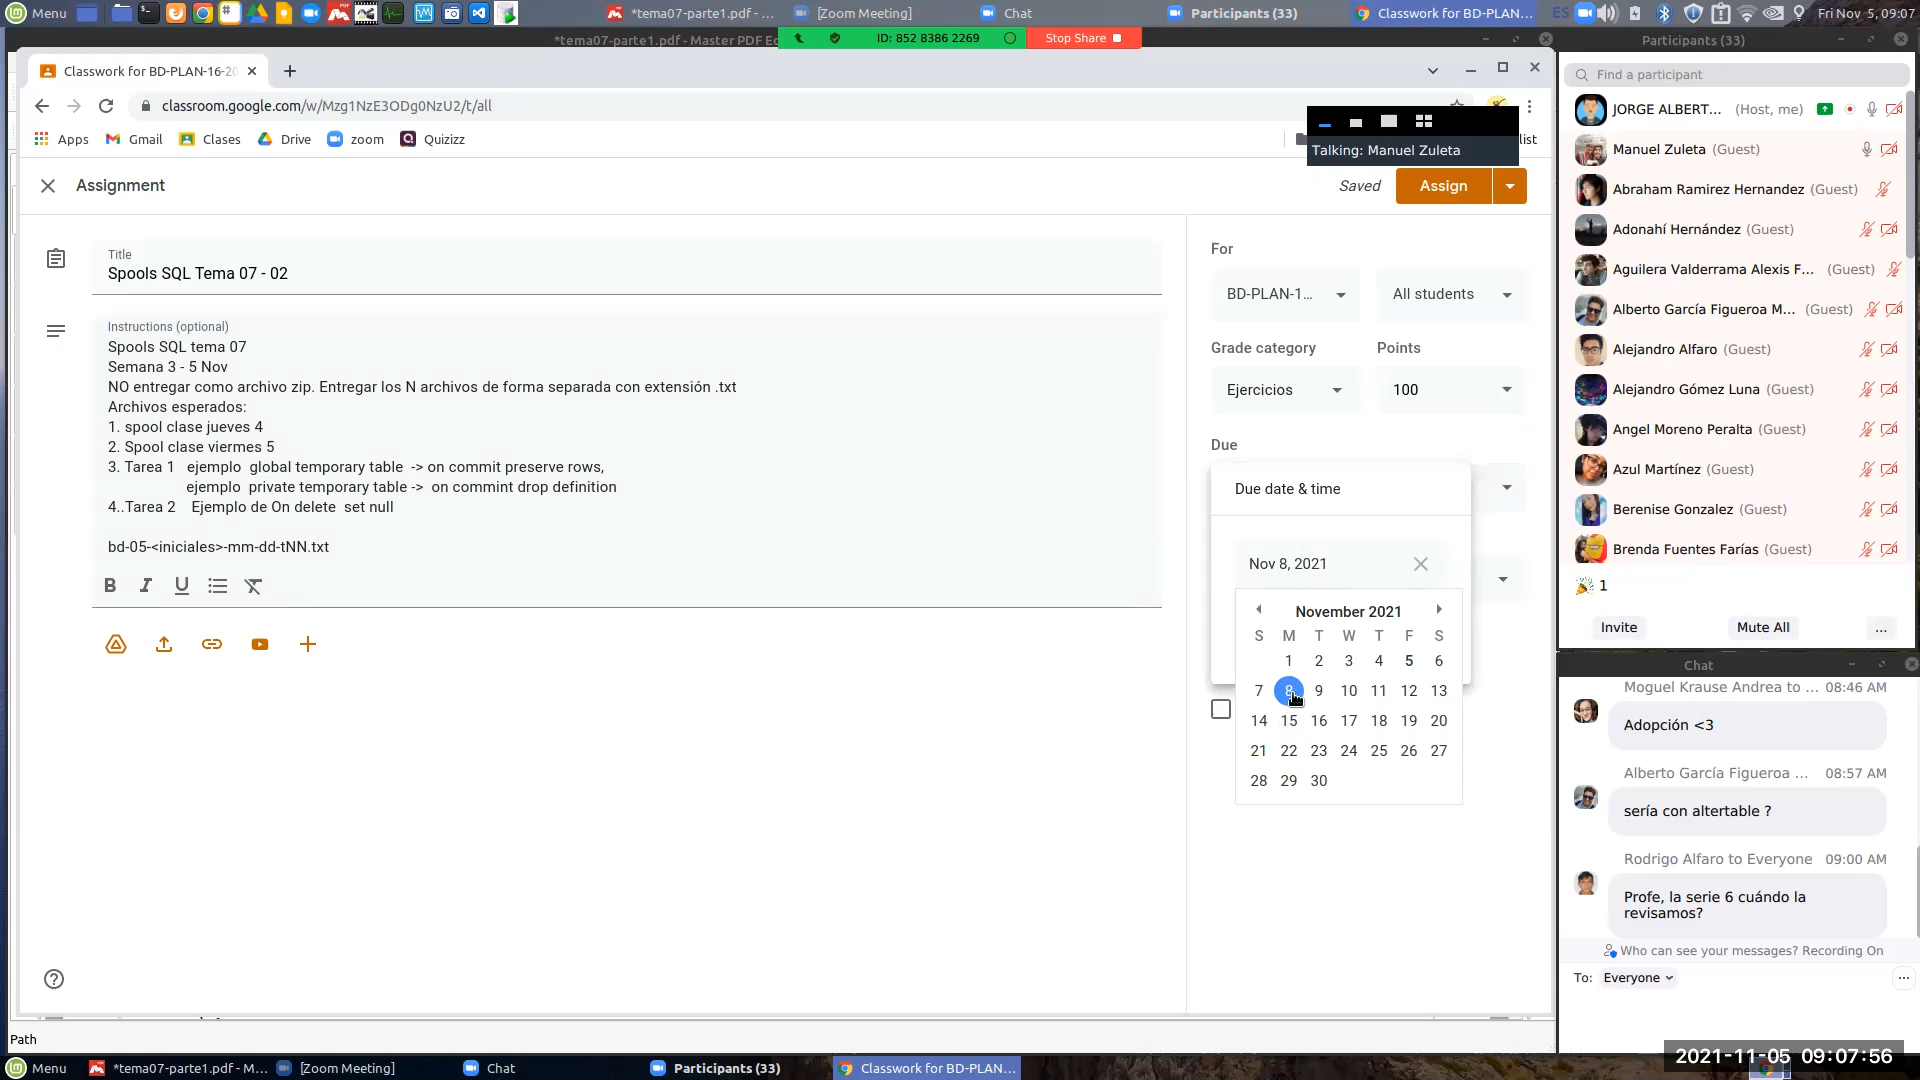 Menu
*tema07-parte1.pdf - ...
[Zoom Meeting]
Chat
Participants (33)
Classwork for BD-PLAN...
ES
Fri Nov 5, 09:07
*tema07-parte1.pdf - Master PDF Ed
ID: 852 8386 2269
Stop Share
Participants (33)
Classwork for BD-PLAN-16-20
classroom.google.com/w/Mzg1NzE3ODg0NzU2/t/all
Apps
Gmail
Clases
Drive
zoom
Quizizz
list
Talking: Manuel Zuleta
Assignment
Saved
Assign
Title
Spools SQL Tema 07 - 02
Instructions (optional)
Spools SQL tema 07
Semana 3 - 5 Nov
NO entregar como archivo zip. Entregar los N archivos de forma separada con extensión .txt
Archivos esperados:
1. spool clase jueves 4
2. Spool clase viernes 5
3. Tarea 1 ejemplo global temporary table -> on commit preserve rows,
ejemplo private temporary table -> on commint drop definition
4..Tarea 2 Ejemplo de On delete set null
bd-05-<iniciales>-mm-dd-tNN.txt
B I U
For
BD-PLAN-1...
All students
Grade category
Points
Ejercicios
100
Due
Due date & time
Nov 8, 2021
November 2021
S M T W T F S
1 2 3 4 5 6
7 8 9 10 11 12 13
14 15 16 17 18 19 20
21 22 23 24 25 26 27
28 29 30
Find a participant
JORGE ALBERT... (Host, me)
Manuel Zuleta (Guest)
Abraham Ramirez Hernandez (Guest)
Adonahí Hernández (Guest)
Aguilera Valderrama Alexis F... (Guest)
Alberto García Figueroa M... (Guest)
Alejandro Alfaro (Guest)
Alejandro Gómez Luna (Guest)
Angel Moreno Peralta (Guest)
Azul Martínez (Guest)
Berenise Gonzalez (Guest)
Brenda Fuentes Farías (Guest)
1
Invite
Mute All
...
Chat
Moguel Krause Andrea to ... 08:46 AM
Adopción <3
Alberto García Figueroa ... 08:57 AM
sería con altertable ?
Rodrigo Alfaro to Everyone 09:00 AM
Profe, la serie 6 cuándo la
revisamos?
Who can see your messages? Recording On
To: Everyone
Path
2021-11-05 09:07:56
Menu
*tema07-parte1.pdf - M...
[Zoom Meeting]
Chat
Participants (33)
Classwork for BD-PLAN...